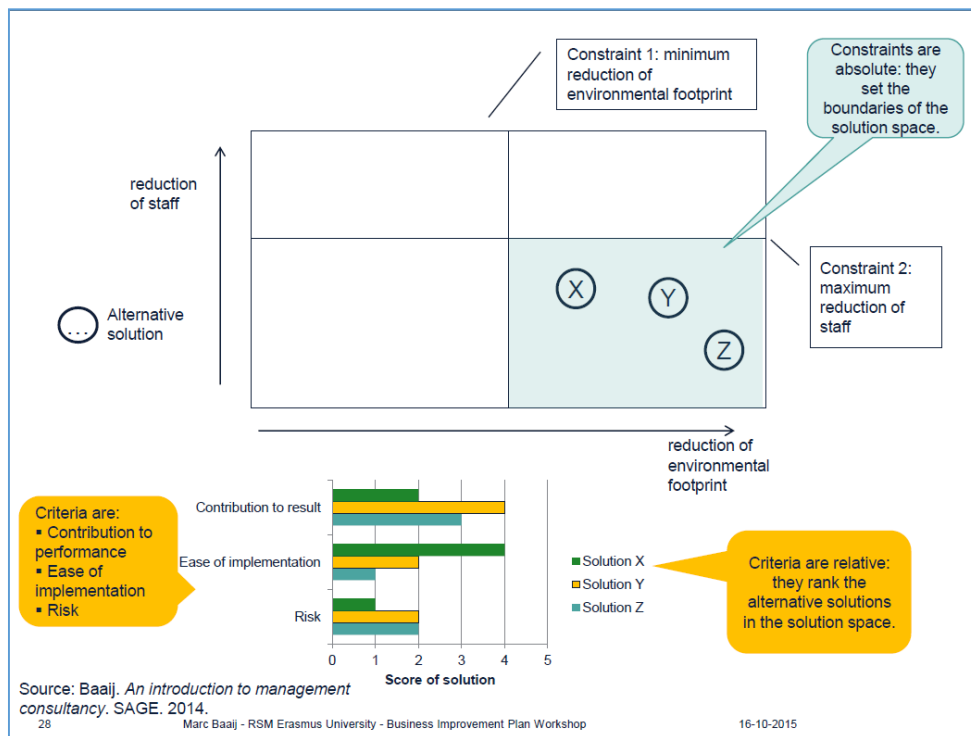 Constraint 1: minimum
reduction of
environmental footprint
Constraints are
absolute: they
set the
boundaries of the
solution space.
reduction
of staff
Constraint 2:
maximum
reduction of
staff
X
Y
Z
... Alternative
solution
reduction of
environmental
footprint
Criteria are:
▪ Contribution to
performance
▪ Ease of
implementation
▪ Risk
Contribution to result
Ease of implementation
Risk
0 1 2 3 4 5
Score of solution
Solution X
Solution Y
Solution Z
Criteria are relative:
they rank the
alternative solutions
in the solution space.
Source: Baaij. An introduction to management
consultancy. SAGE. 2014.
28 Marc Baaij - RSM Erasmus University - Business Improvement Plan Workshop 16-10-2015